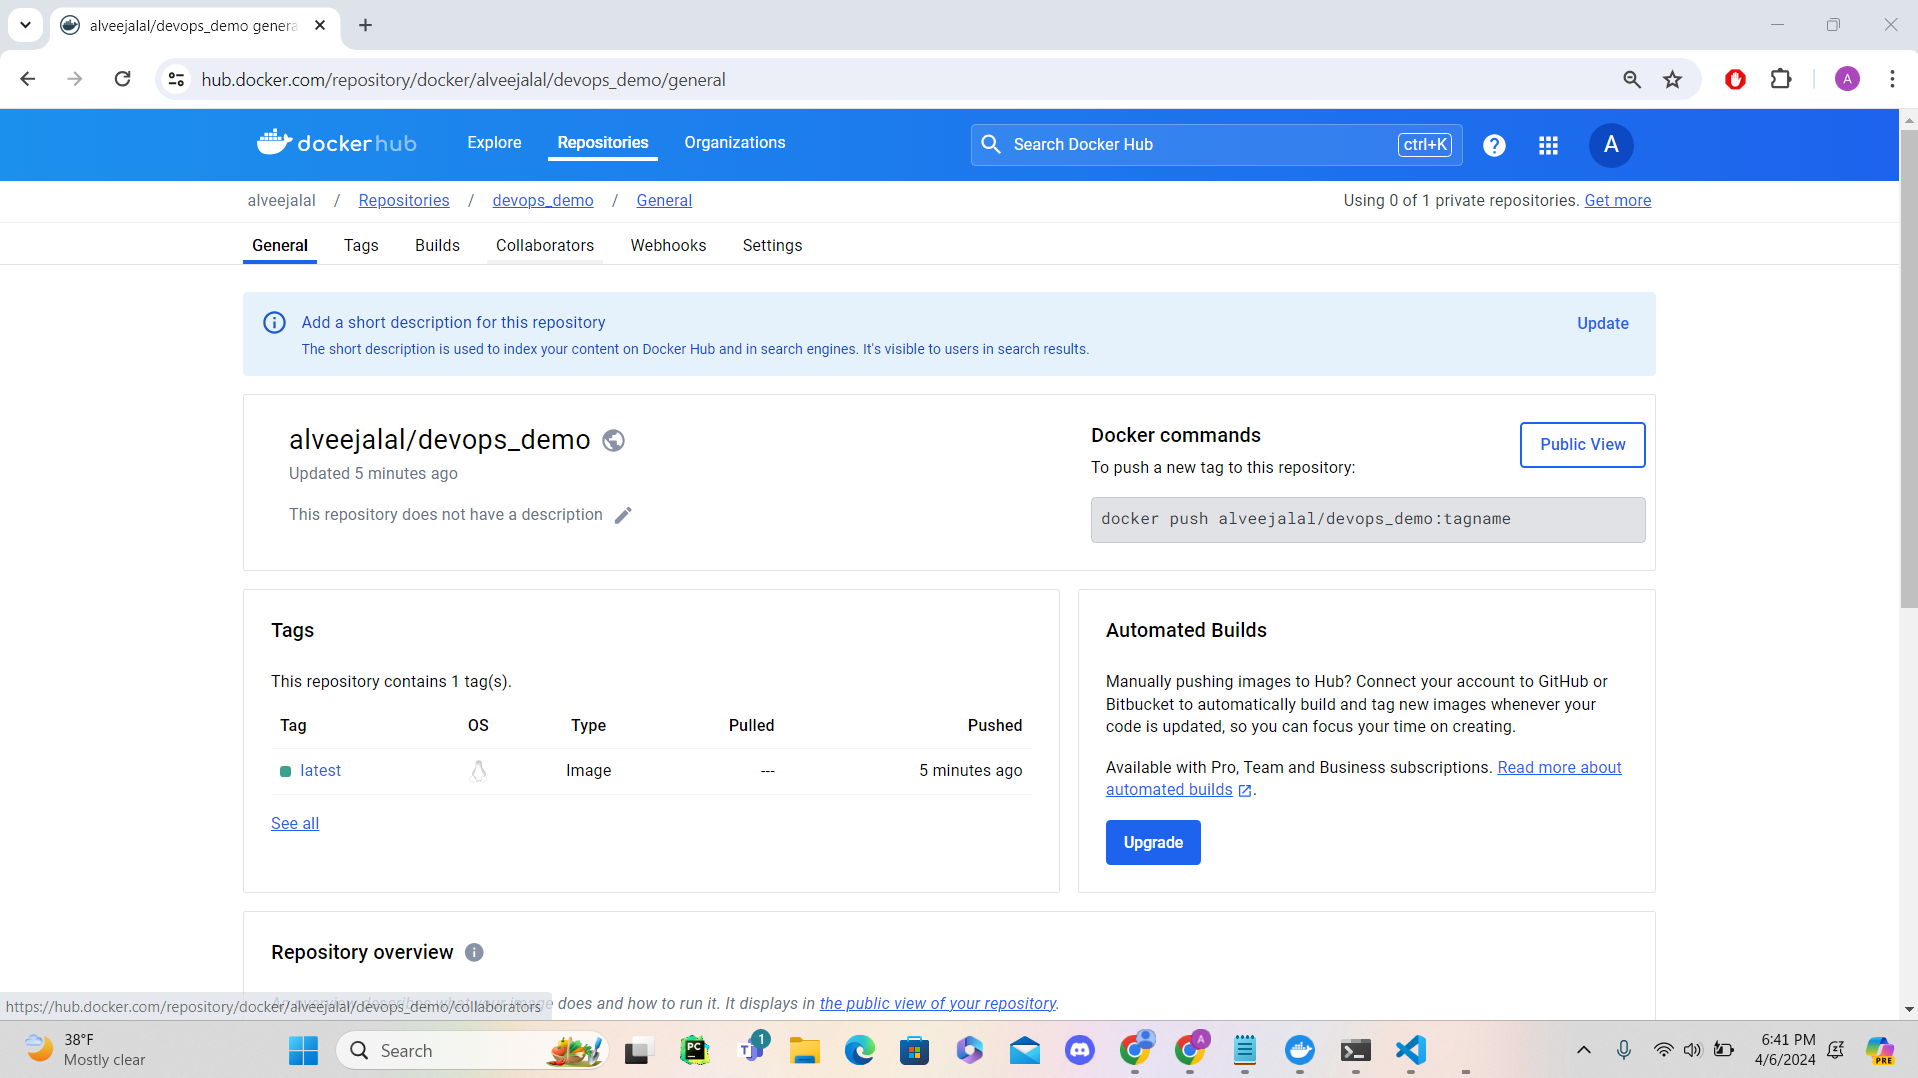 alveejalal/devops_demo genera
hub.docker.com/repository/docker/alveejalal/devops_demo/general
A
dockerhub
Explore
Repositories
Organizations
Search Docker Hub
ctrl+K
?
A
alveejalal / Repositories / devops_demo / General
Using 0 of 1 private repositories. Get more
General
Tags
Builds
Collaborators
Webhooks
Settings
Add a short description for this repository
The short description is used to index your content on Docker Hub and in search engines. It's visible to users in search results.
Update
alveejalal/devops_demo
Updated 5 minutes ago
This repository does not have a description
Docker commands
To push a new tag to this repository:
Public View
docker push alveejalal/devops_demo:tagname
Tags
This repository contains 1 tag(s).
Tag OS Type Pulled Pushed
latest Image --- 5 minutes ago
See all
Automated Builds
Manually pushing images to Hub? Connect your account to GitHub or
Bitbucket to automatically build and tag new images whenever your
code is updated, so you can focus your time on creating.
Available with Pro, Team and Business subscriptions. Read more about
automated builds .
Upgrade
Repository overview
An overview describes what your image does and how to run it. It displays in the public view of your repository.
https://hub.docker.com/repository/docker/alveejalal/devops_demo/collaborators
38°F
Mostly clear
Search
PC
1
A
PRE
6:41 PM
4/6/2024